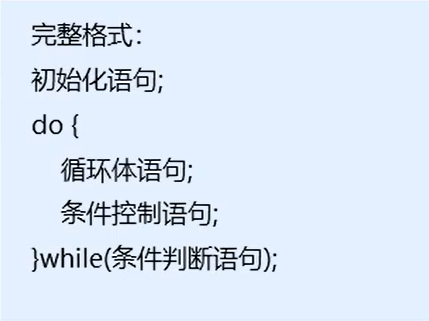 完整格式：
初始化语句;
do {
循环体语句;
条件控制语句;
}while(条件判断语句);